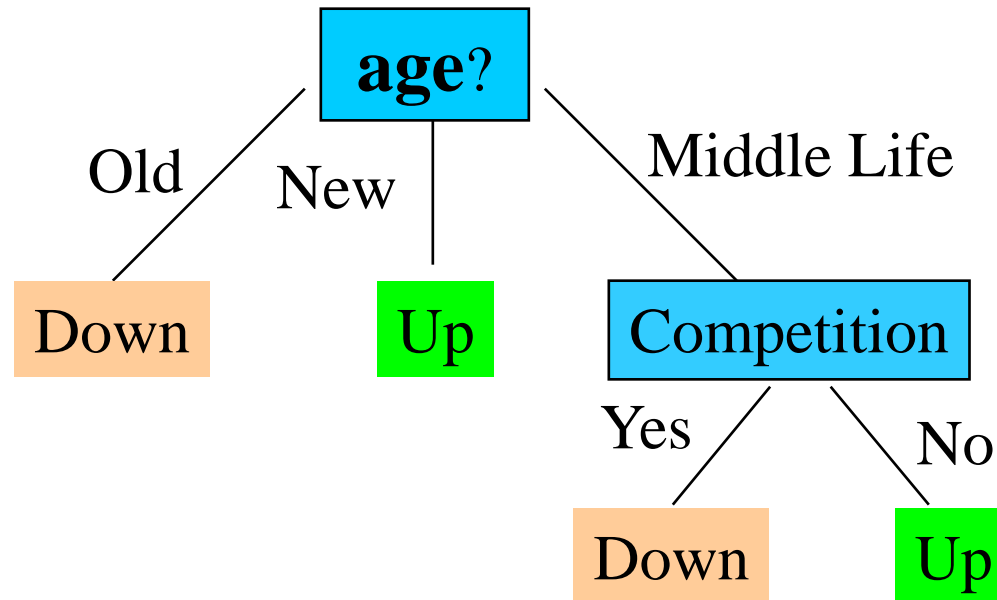 age?
Old
New
Middle Life
Down
Up
Competition
Yes
No
Down
Up